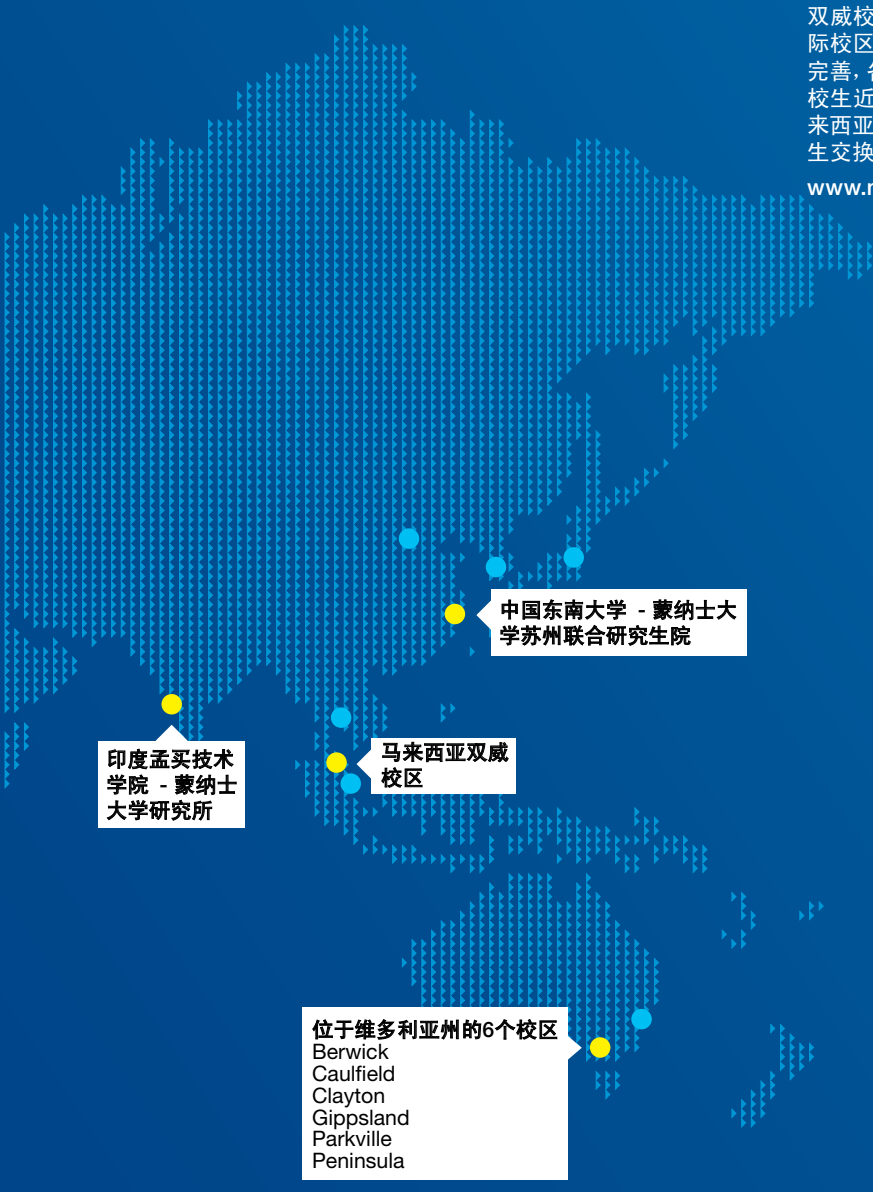 双威校
际校区
完善，
校生近
来西亚
生交换
www.
中国东南大学 - 蒙纳士大
学苏州联合研究生院
印度孟买技术
学院 - 蒙纳士
大学研究所
马来西亚双威
校区
位于维多利亚州的6个校区
Berwick
Caulfield
Clayton
Gippsland
Parkville
Peninsula